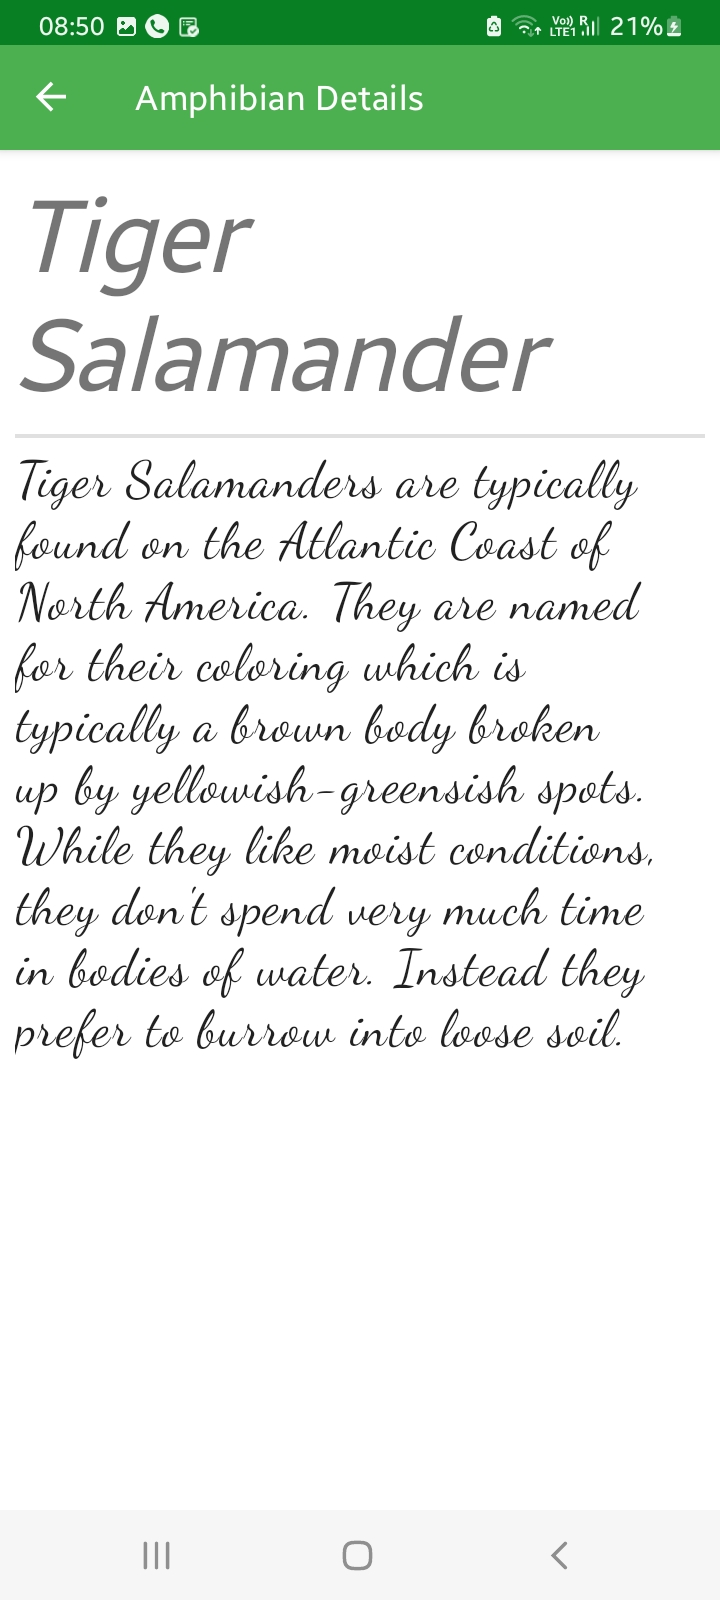 08:50
Vo)) R
LTE1
21%
Amphibian Details
Tiger
Salamander
Tiger Salamanders are typically
found on the Atlantic Coast of
North America. They are named
for their coloring which is
typically a brown body broken
up by yellowish-greensish spots.
While they like moist conditions,
they don't spend very much time
in bodies of water. Instead they
prefer to burrow into loose soil.